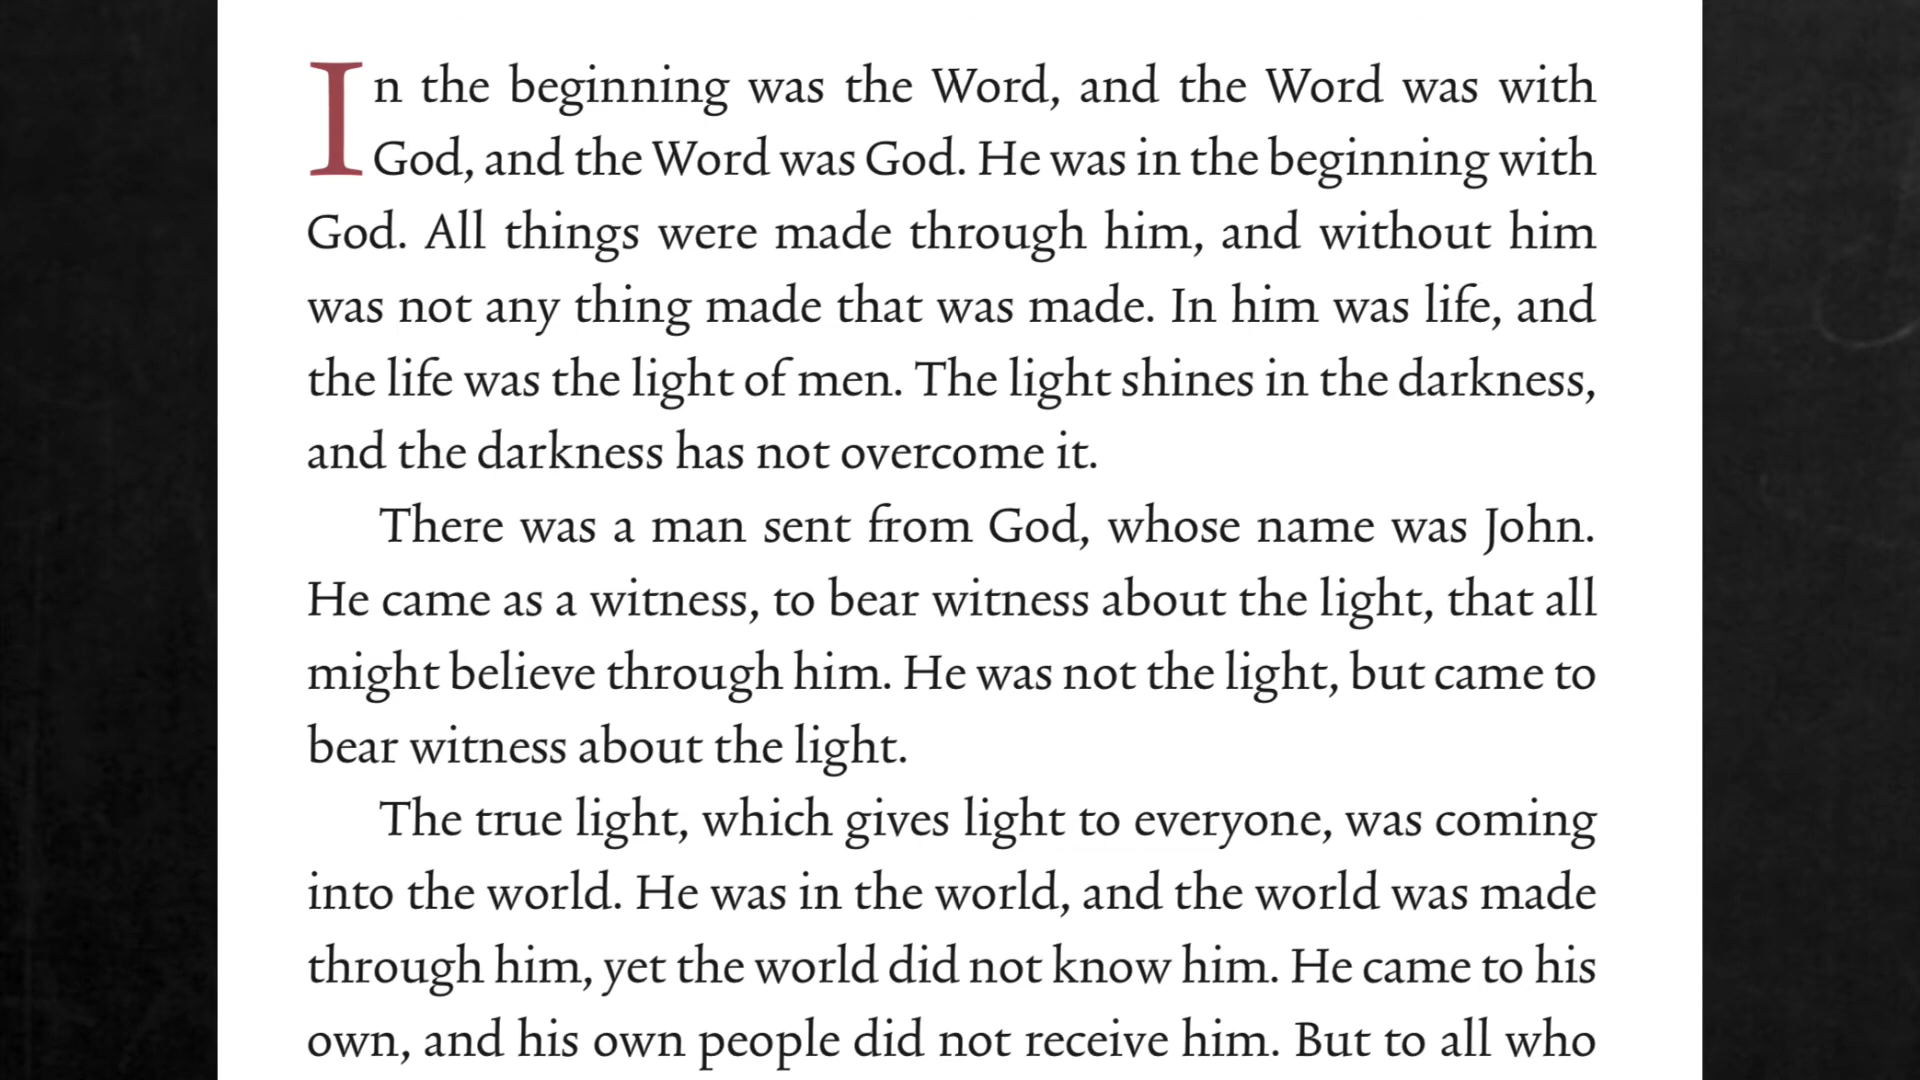 In the beginning was the Word, and the Word was with
God, and the Word was God. He was in the beginning with
God. All things were made through him, and without him
was not any thing made that was made. In him was life, and
the life was the light of men. The light shines in the darkness,
and the darkness has not overcome it.
There was a man sent from God, whose name was John.
He came as a witness, to bear witness about the light, that all
might believe through him. He was not the light, but came to
bear witness about the light.
The true light, which gives light to everyone, was coming
into the world. He was in the world, and the world was made
through him, yet the world did not know him. He came to his
own, and his own people did not receive him. But to all who